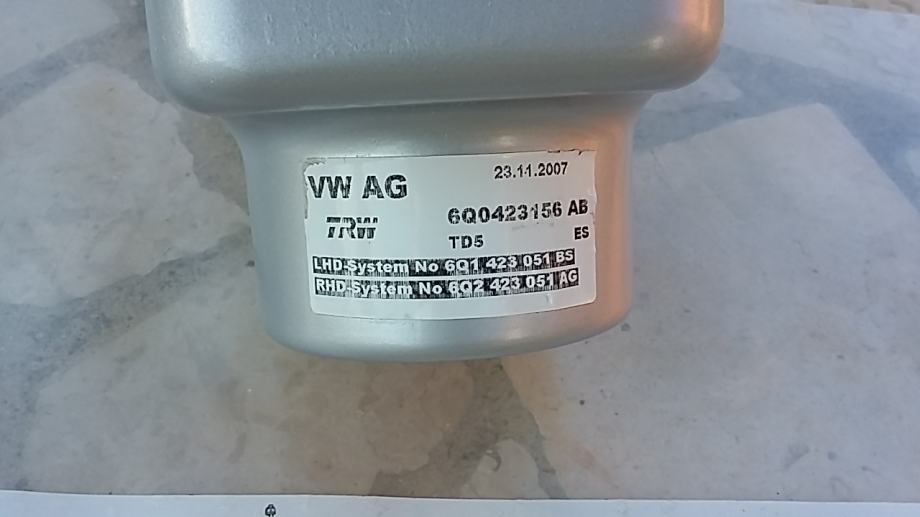 VW AG 23.11.2007
TRW 6Q0423156 AB
TD5 ES
LHD-System No 6Q1 423 051 BS
RHD-System No 6Q2 423 051 AG